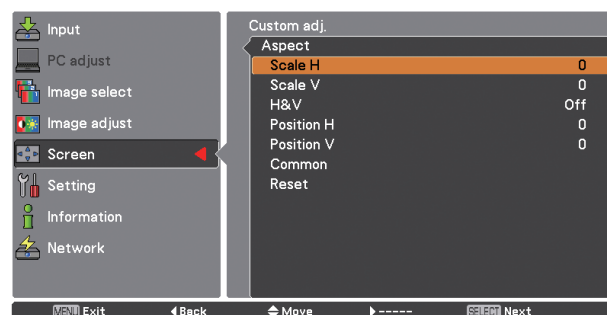 Input
PC adjust
Image select
Image adjust
Screen
Setting
Information
Network
Custom adj.
Aspect
Scale H 0
Scale V 0
H&V Off
Position H 0
Position V 0
Common
Reset
MENU Exit Back Move ----- SELECT Next